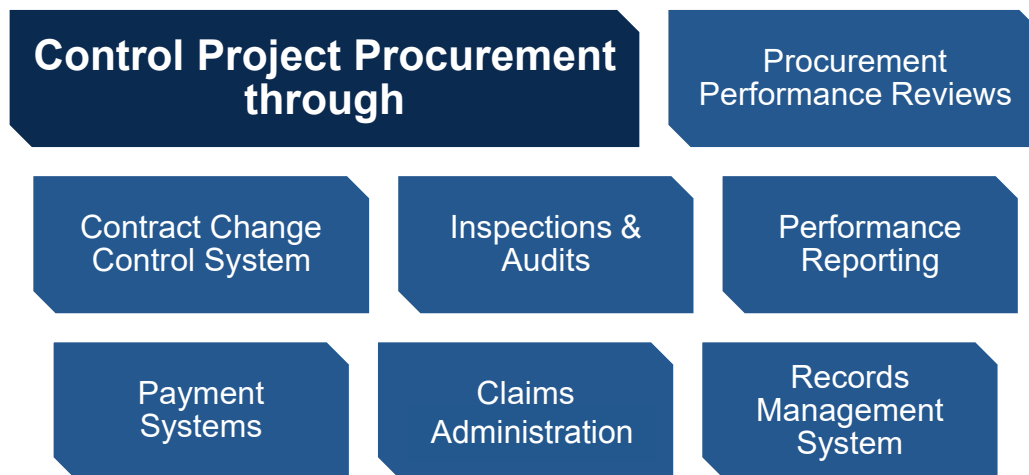 Control Project Procurement
through
Procurement
Performance Reviews
Contract Change
Control System
Inspections &
Audits
Performance
Reporting
Payment
Systems
Claims
Administration
Records
Management
System